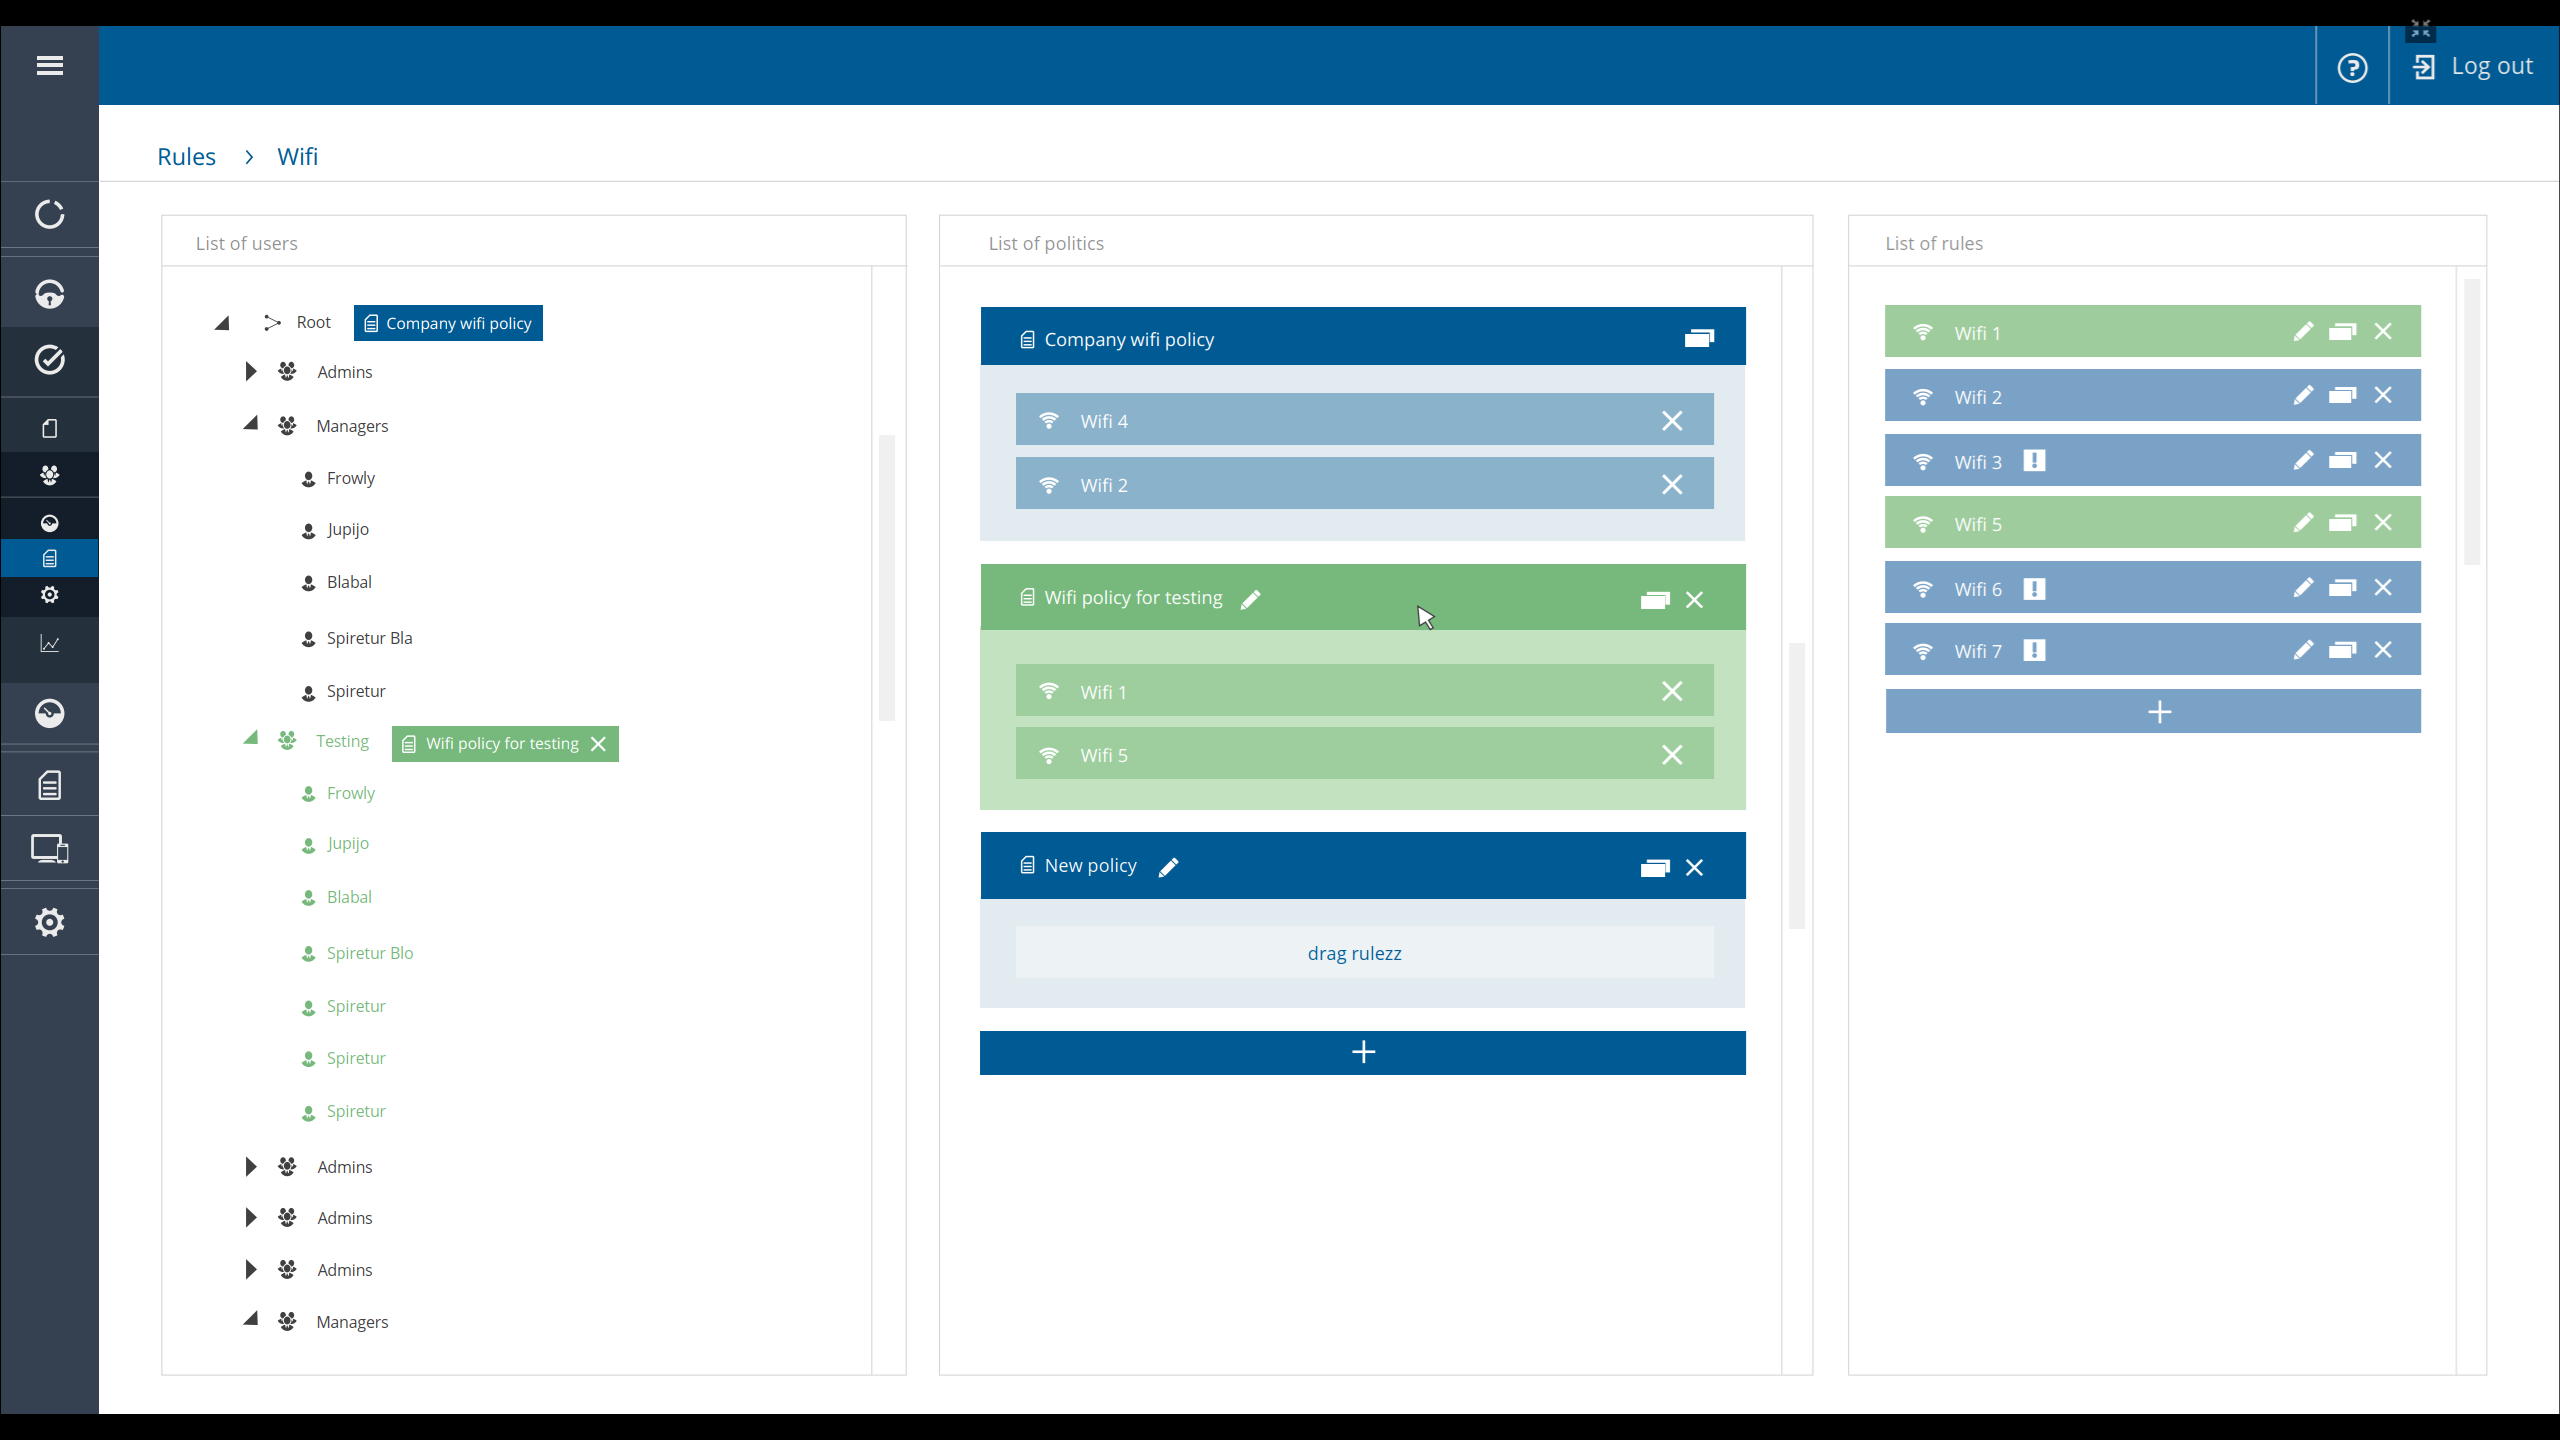 Log out
Rules > Wifi
List of users
Root Company wifi policy
Admins
Managers
Frowly
Jupijo
Blabal
Spiretur Bla
Spiretur
Testing Wifi policy for testing
Frowly
Jupijo
Blabal
Spiretur Blo
Spiretur
Spiretur
Spiretur
Admins
Admins
Admins
Managers
List of politics
Company wifi policy
Wifi 4
Wifi 2
Wifi policy for testing
Wifi 1
Wifi 5
New policy
drag rulezz
List of rules
Wifi 1
Wifi 2
Wifi 3
Wifi 5
Wifi 6
Wifi 7